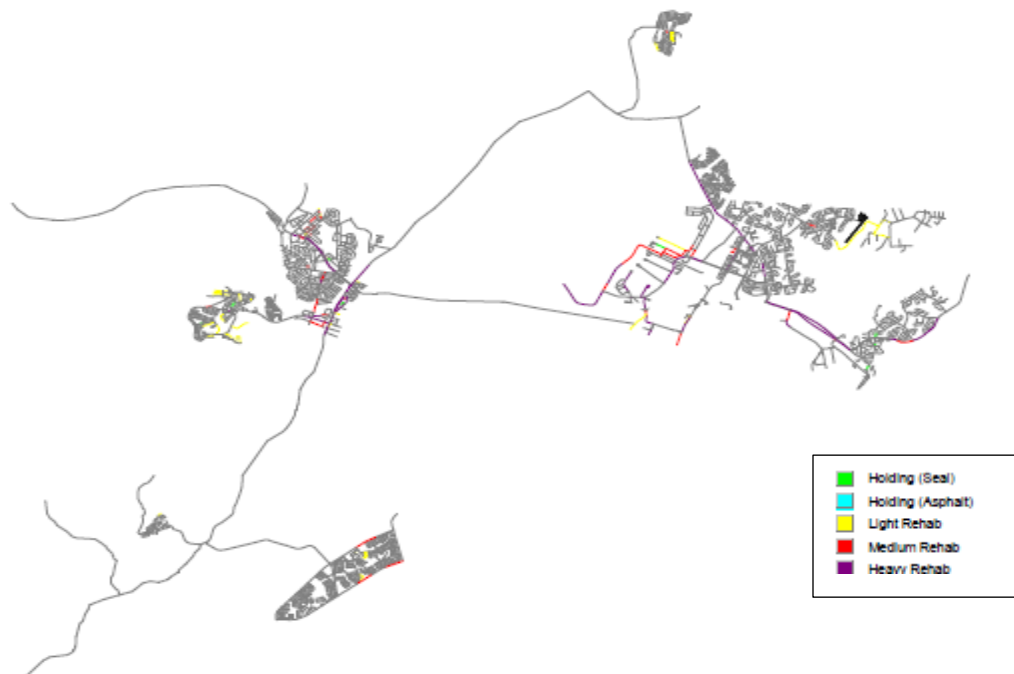 Holding (Seal)
Holding (Asphalt)
Light Rehab
Medium Rehab
Heavy Rehab